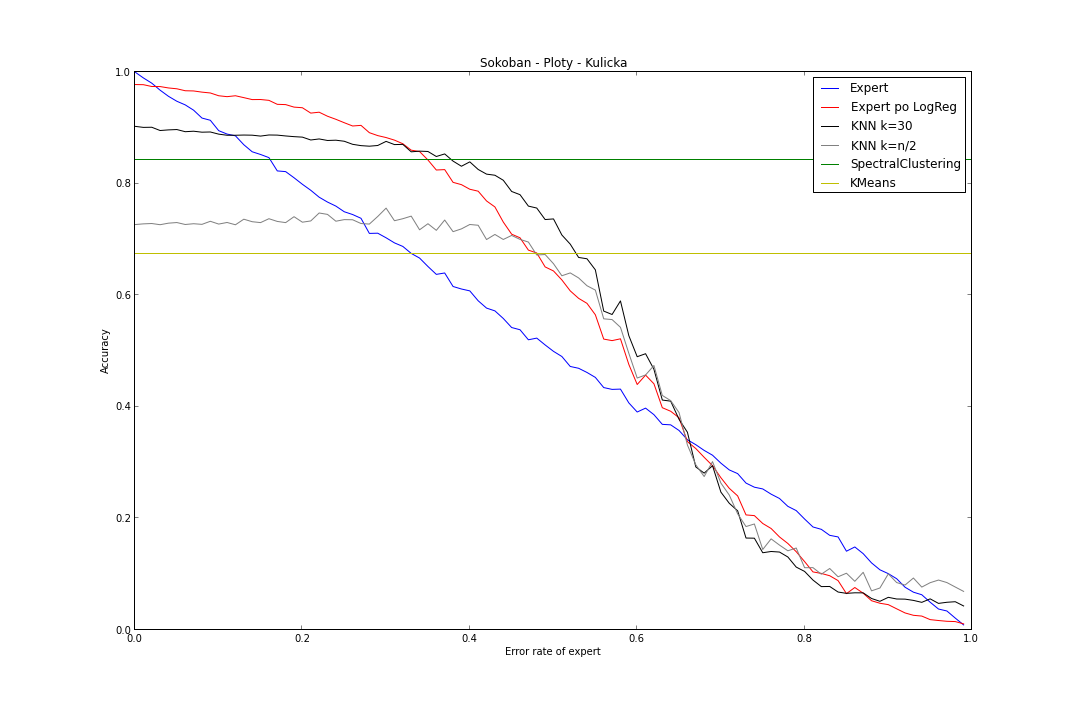 Sokoban - Ploty - Kulicka
1.0
0.8
0.6
0.4
0.2
0.0
Accuracy
Expert
Expert po LogReg
KNN k=30
KNN k=n/2
SpectralClustering
KMeans
0.0 0.2 0.4 0.6 0.8 1.0
Error rate of expert